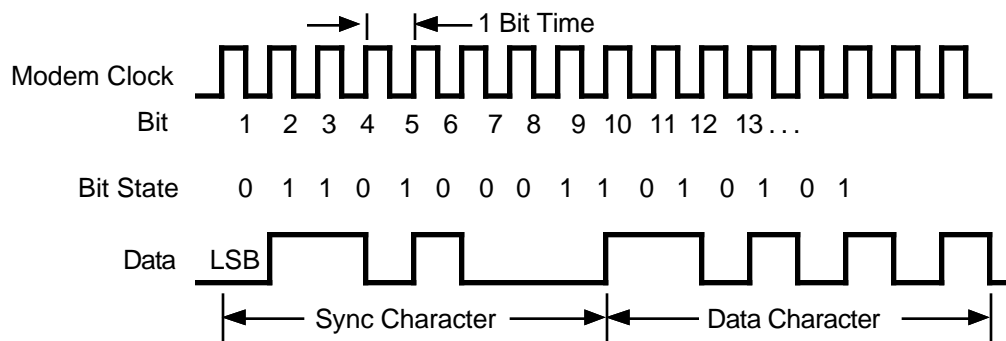 1 Bit Time
Modem Clock
Bit 1 2 3 4 5 6 7 8 9 10 11 12 13 . . .
Bit State 0 1 1 0 1 0 0 0 1 1 0 1 0 1 0 1
Data LSB
Sync Character Data Character